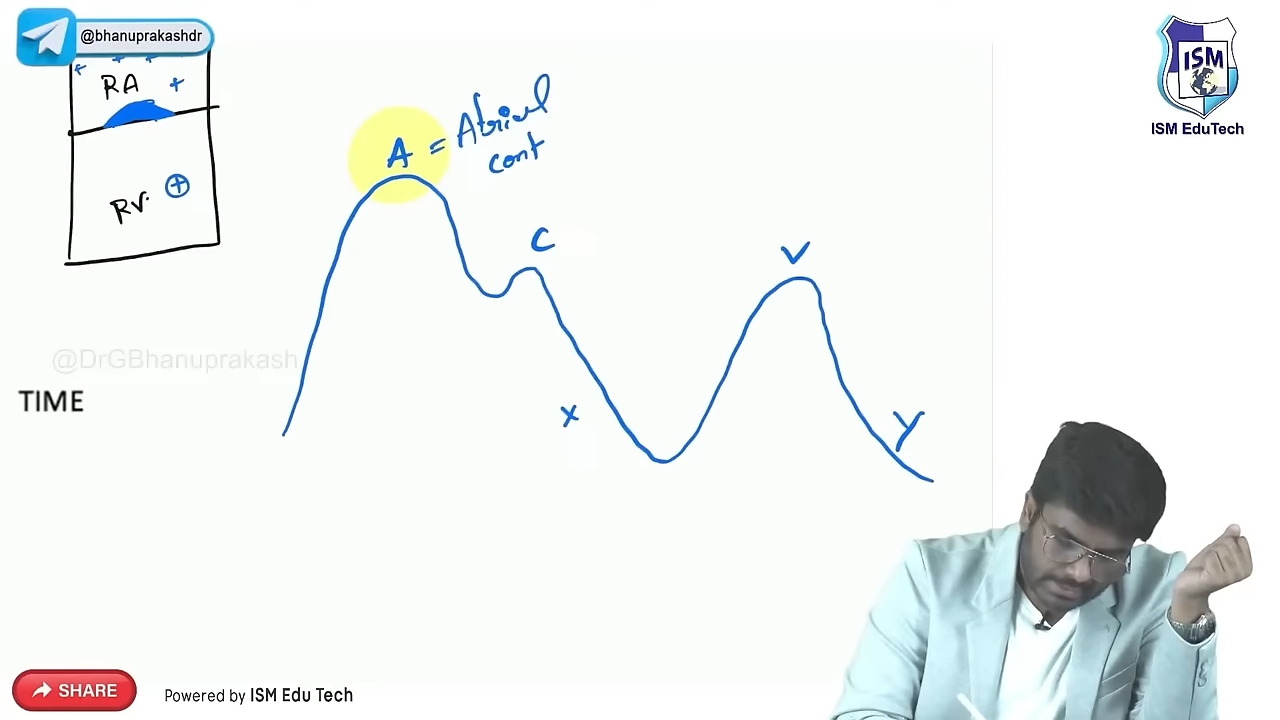 @bhanuprakashdr
ISM
ISM EduTech
RA
RV
A = Atrial
cont
C
V
@DrGBhanuprakash
TIME
X
Y
SHARE
Powered by ISM Edu Tech